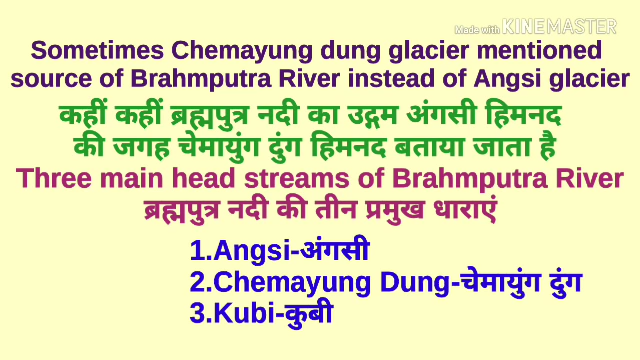 Made with KINEMASTER
Sometimes Chemayung dung glacier mentioned
source of Brahmputra River instead of Angsi glacier
कहीं कहीं ब्रह्मपुत्र नदी का उद्गम अंगसी हिमनद
की जगह चेमायुंग दुंग हिमनद बताया जाता है
Three main head streams of Brahmputra River
ब्रह्मपुत्र नदी की तीन प्रमुख धाराएं
1.Angsi-अंगसी
2.Chemayung Dung-चेमायुंग दुंग
3.Kubi-कुबी